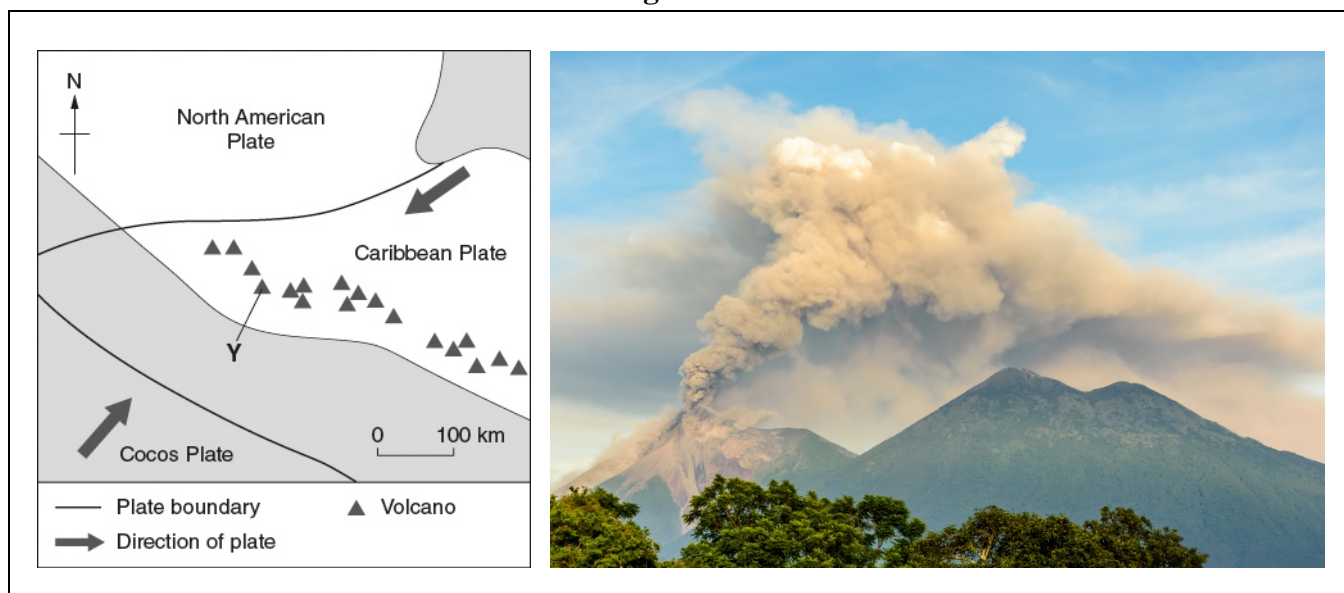 N
North American
Plate
Caribbean Plate
Y
0 100 km
Cocos Plate
Plate boundary
Volcano
Direction of plate